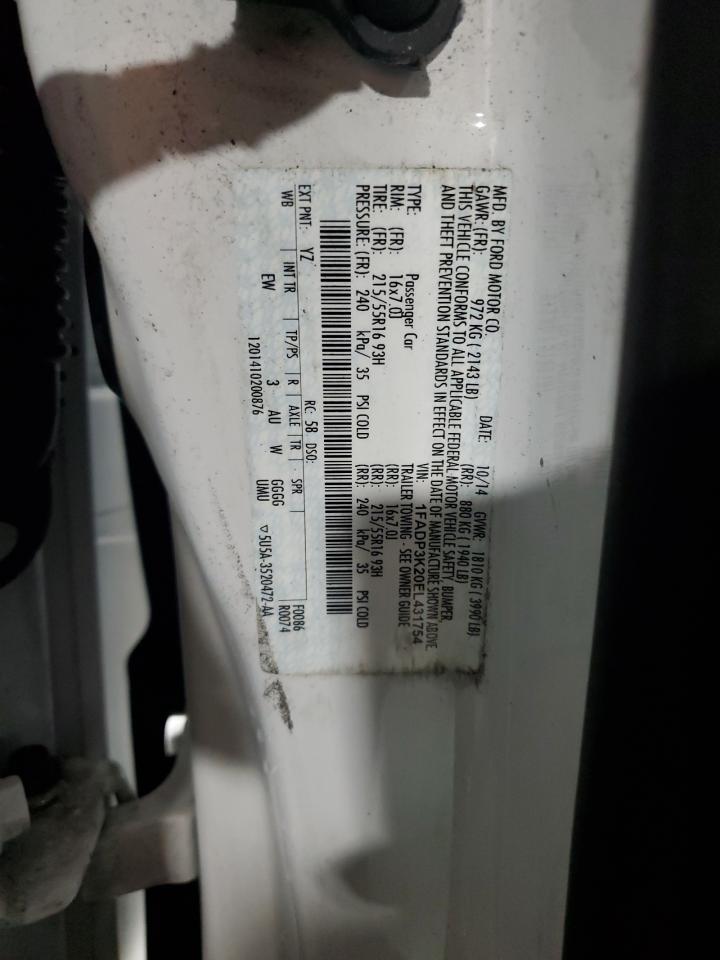 MFD. BY FORD MOTOR CO. DATE: 10/14 GVWR: 1810 KG ( 3990 LB)
GAWR: (FR): 972 KG ( 2143 LB) (RR): 880 KG ( 1940 LB)
THIS VEHICLE CONFORMS TO ALL APPLICABLE FEDERAL MOTOR VEHICLE SAFETY, BUMPER,
AND THEFT PREVENTION STANDARDS IN EFFECT ON THE DATE OF MANUFACTURE SHOWN ABOVE.
VIN: 1FADP3K20EL431754
TYPE: Passenger Car TRAILER TOWING - SEE OWNER GUIDE
RIM: (FR): 16x7.0J (RR): 16x7.0J
TIRE: (FR): 215/55R16 93H (RR): 215/55R16 93H
PRESSURE: (FR): 240 kPa/ 35 PSI COLD (RR): 240 kPa/ 35 PSI COLD
EXT PNT: YZ RC: 58 DSO: F0086
WB INT TR TP/PS R AXLE TR SPR R0074
EW 3 AU W GGGG
1201410200876 UMU ▽5U5A-3520472-AA